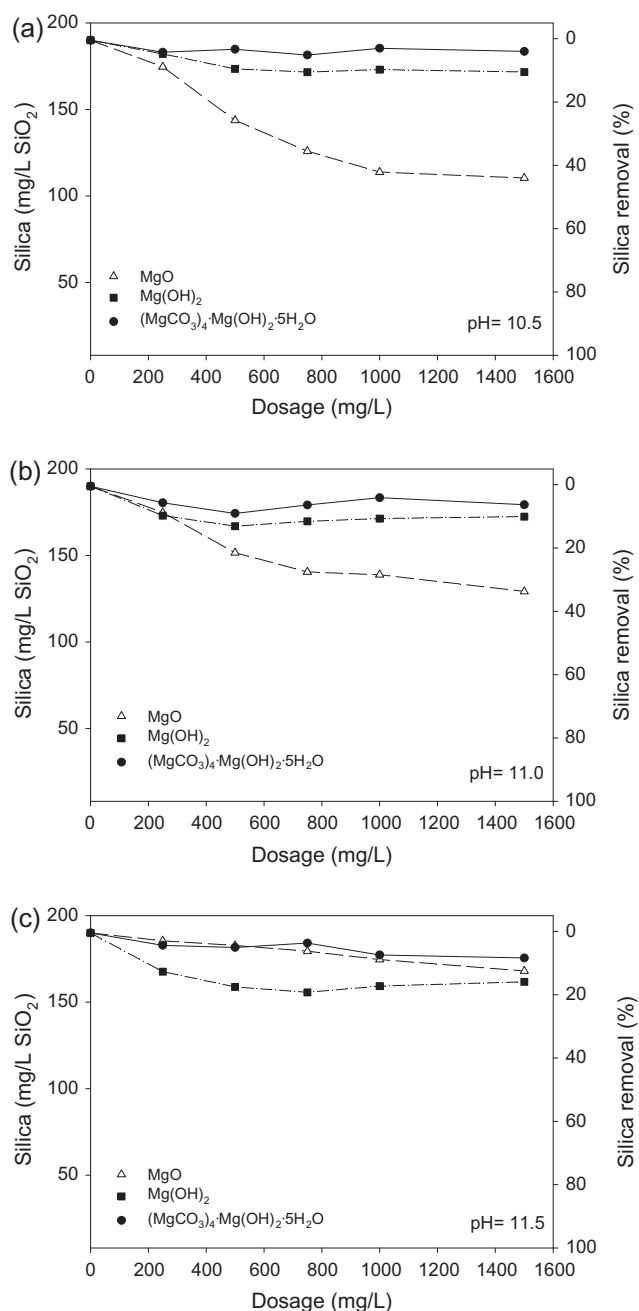 (a)
200
150
100
50
0
20
40
60
80
100
Silica (mg/L SiO₂)
Silica removal (%)
MgO
Mg(OH)₂
(MgCO₃)₄·Mg(OH)₂·5H₂O
pH= 10.5
0 200 400 600 800 1000 1200 1400 1600
Dosage (mg/L)
(b)
200
150
100
50
0
20
40
60
80
100
Silica (mg/L SiO₂)
Silica removal (%)
MgO
Mg(OH)₂
(MgCO₃)₄·Mg(OH)₂·5H₂O
pH= 11.0
0 200 400 600 800 1000 1200 1400 1600
Dosage (mg/L)
(c)
200
150
100
50
0
20
40
60
80
100
Silica (mg/L SiO₂)
Silica removal (%)
MgO
Mg(OH)₂
(MgCO₃)₄·Mg(OH)₂·5H₂O
pH= 11.5
0 200 400 600 800 1000 1200 1400 1600
Dosage (mg/L)